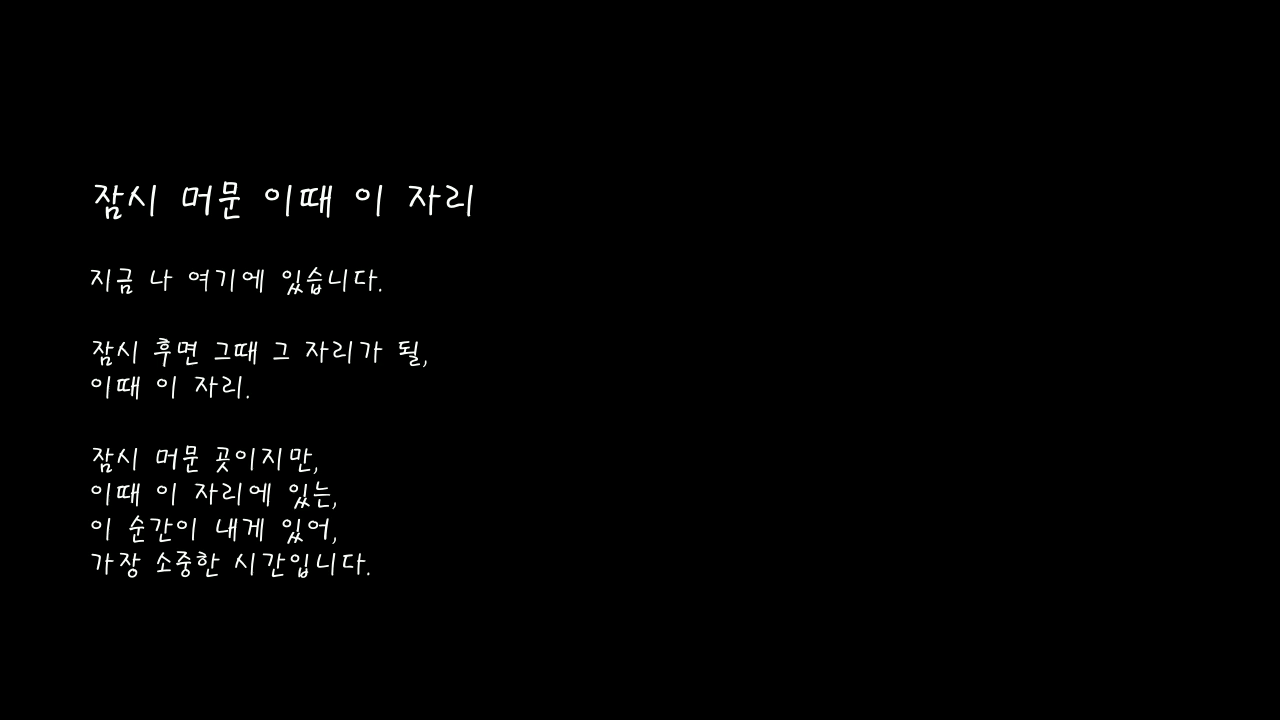 잠시 머문 이때 이 자리
지금 나 여기에 있습니다.
잠시 후면 그때 그 자리가 될,
이때 이 자리.
잠시 머문 곳이지만,
이때 이 자리에 있는,
이 순간이 내게 있어,
가장 소중한 시간입니다.